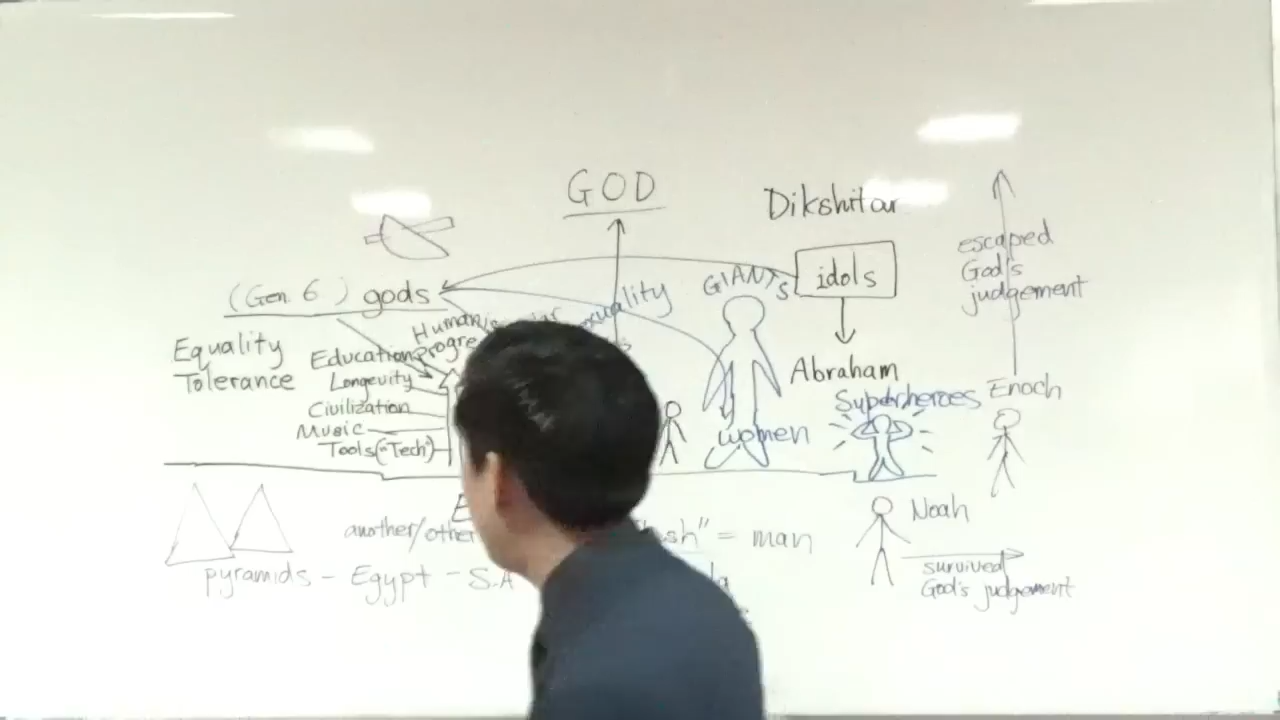 GOD
Dikshitar
escaped
God's
judgement
idols
GIANTS
(Gen 6) gods
Equality
Tolerance
Education
Longevity
Civilization
Music
Tools("Tech")
Abraham
Superheroes
Enoch
women
Noah
another/other
= man
pyramids - Egypt - S.A
survived
God's judgement